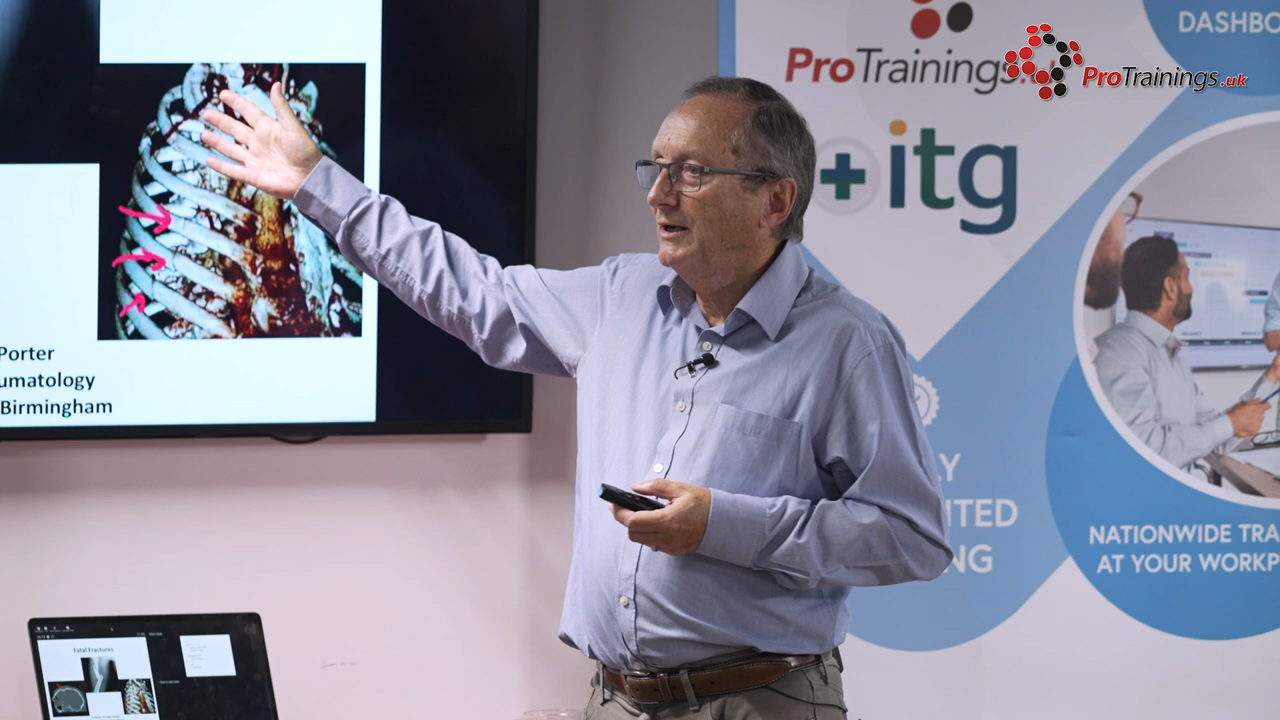 DASHBO
ProTrainings
ProTrainings.uk
itg
Porter
umatology
Birmingham
Y
ITED
NG
NATIONWIDE TRA
AT YOUR WORKP
Fatal Fractures